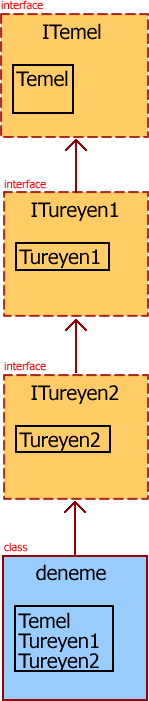 interface
ITemel
Temel
interface
ITureyen1
Tureyen1
interface
ITureyen2
Tureyen2
class
deneme
Temel
Tureyen1
Tureyen2